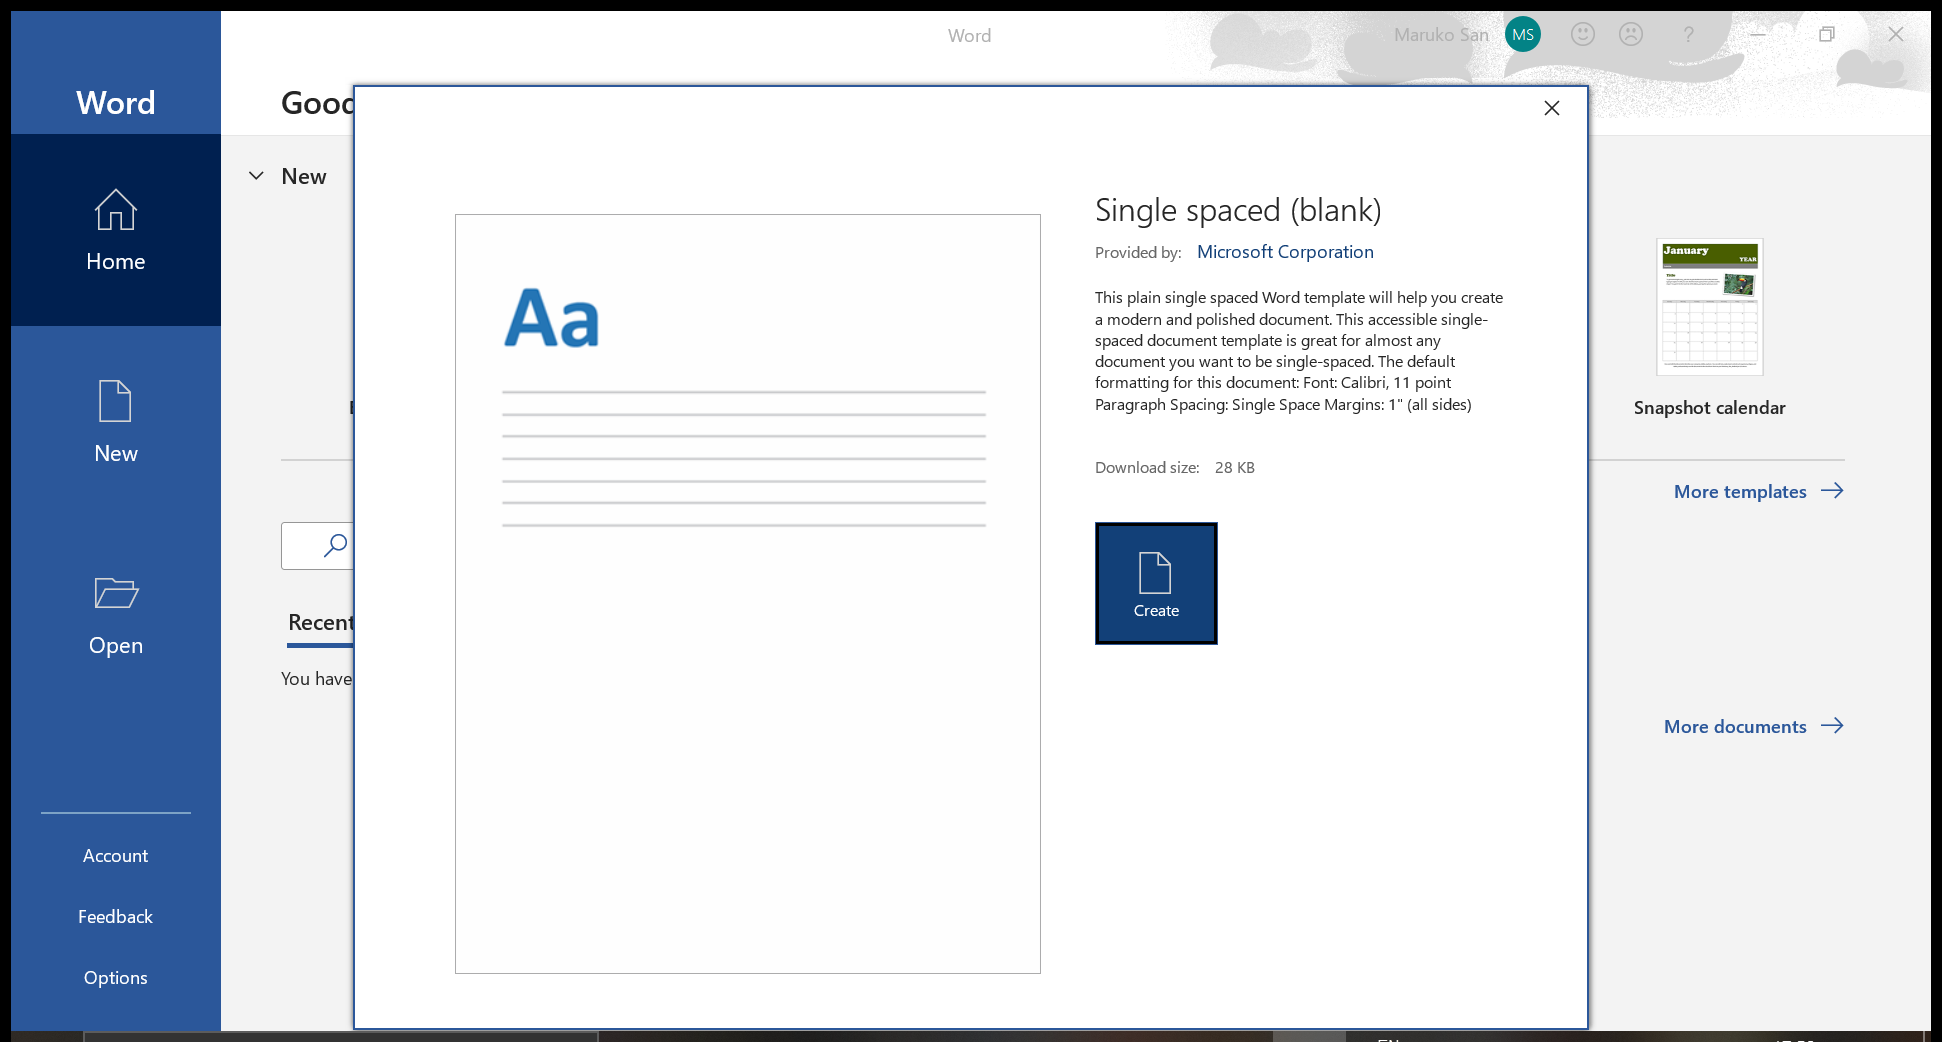 Word
Maruko San
MS
?
Word
Home
New
Open
Account
Feedback
Options
Good
New
Recent
You have
Aa
Single spaced (blank)
Provided by: Microsoft Corporation
This plain single spaced Word template will help you create
a modern and polished document. This accessible single-
spaced document template is great for almost any
document you want to be single-spaced. The default
formatting for this document: Font: Calibri, 11 point
Paragraph Spacing: Single Space Margins: 1" (all sides)
Download size: 28 KB
Create
January
YEAR
Snapshot calendar
More templates
More documents